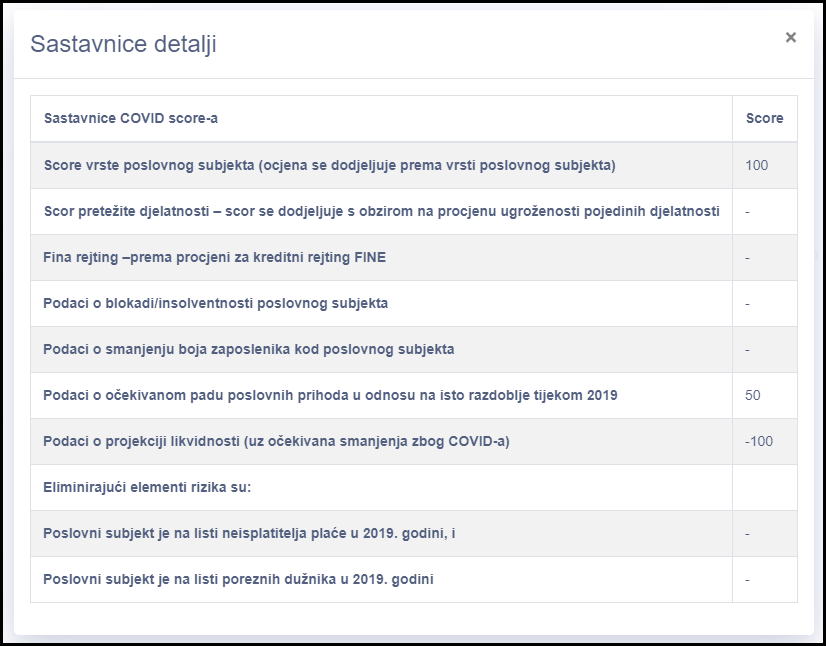 Sastavnice detalji
×
Sastavnice COVID score-a Score
Score vrste poslovnog subjekta (ocjena se dodjeljuje prema vrsti poslovnog subjekta) 100
Scor pretežite djelatnosti – scor se dodjeljuje s obzirom na procjenu ugroženosti pojedinih djelatnosti -
Fina rejting –prema procjeni za kreditni rejting FINE -
Podaci o blokadi/insolventnosti poslovnog subjekta -
Podaci o smanjenju boja zaposlenika kod poslovnog subjekta -
Podaci o očekivanom padu poslovnih prihoda u odnosu na isto razdoblje tijekom 2019 50
Podaci o projekciji likvidnosti (uz očekivana smanjenja zbog COVID-a) -100
Eliminirajući elementi rizika su:
Poslovni subjekt je na listi neisplatitelja plaće u 2019. godini, i -
Poslovni subjekt je na listi poreznih dužnika u 2019. godini -